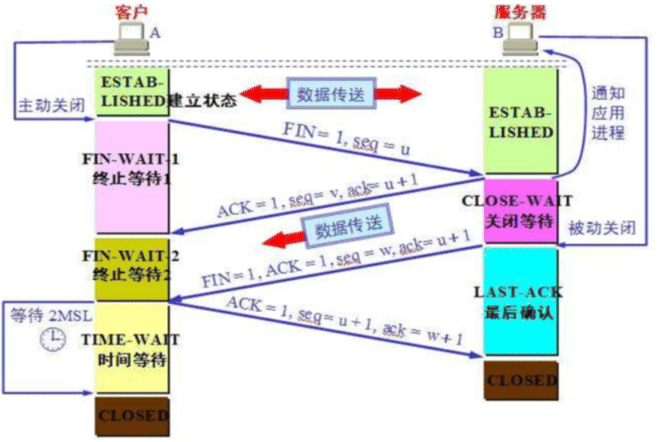 客户
服务器
A
B
ESTAB-
LISHED建立状态
数据传送
主动关闭
ESTAB-
LISHED
通知
应用
进程
FIN= 1, seq = u
FIN-WAIT-1
终止等待1
ACK = 1, seq= v, ack= u + 1
CLOSE-WAIT
关闭等待
数据传送
被动关闭
FIN-WAIT-2
终止等待2
FIN= 1, ACK = 1, seq = w, ack= u + 1
LAST-ACK
最后确认
等待 2MSL
ACK = 1, seq= u + 1, ack = w + 1
TIME-WAIT
时间等待
CLOSED
CLOSED